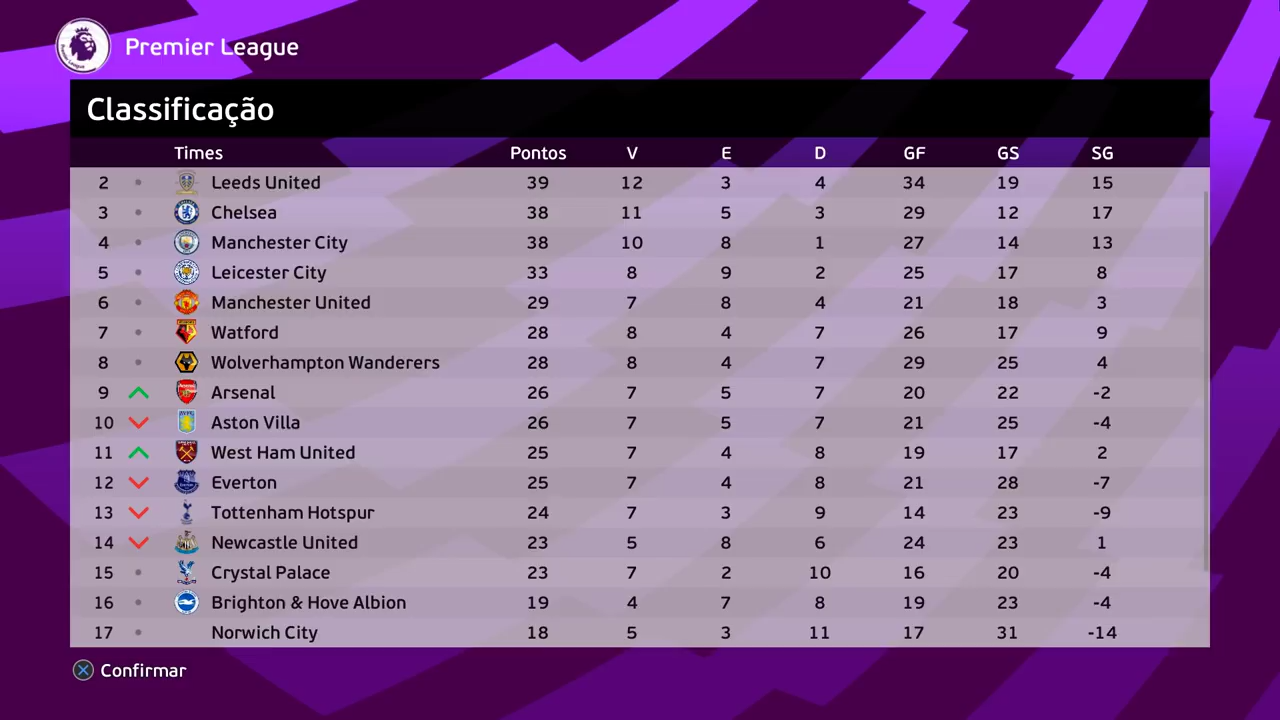 Premier League
Classificação
Times Pontos V E D GF GS SG
2 Leeds United 39 12 3 4 34 19 15
3 Chelsea 38 11 5 3 29 12 17
4 Manchester City 38 10 8 1 27 14 13
5 Leicester City 33 8 9 2 25 17 8
6 Manchester United 29 7 8 4 21 18 3
7 Watford 28 8 4 7 26 17 9
8 Wolverhampton Wanderers 28 8 4 7 29 25 4
9 Arsenal 26 7 5 7 20 22 -2
10 Aston Villa 26 7 5 7 21 25 -4
11 West Ham United 25 7 4 8 19 17 2
12 Everton 25 7 4 8 21 28 -7
13 Tottenham Hotspur 24 7 3 9 14 23 -9
14 Newcastle United 23 5 8 6 24 23 1
15 Crystal Palace 23 7 2 10 16 20 -4
16 Brighton & Hove Albion 19 4 7 8 19 23 -4
17 Norwich City 18 5 3 11 17 31 -14
Confirmar